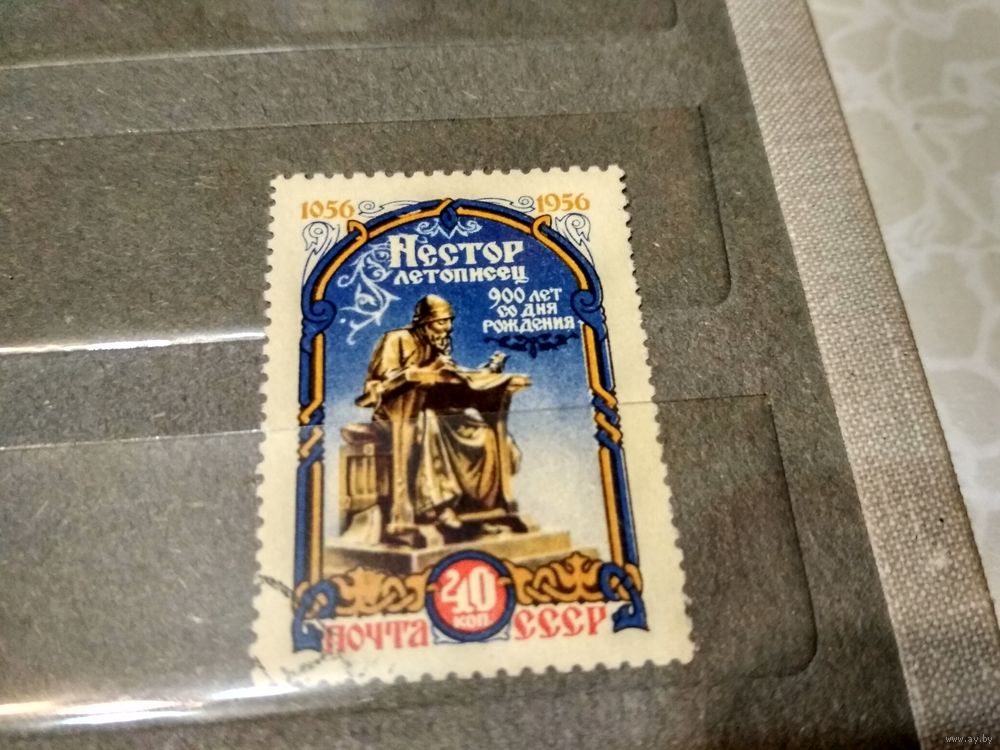 1056 1956
Нестор
летописец
900 лет
со дня
рождения
40
коп
ПОЧТА СССР
www.ay.by